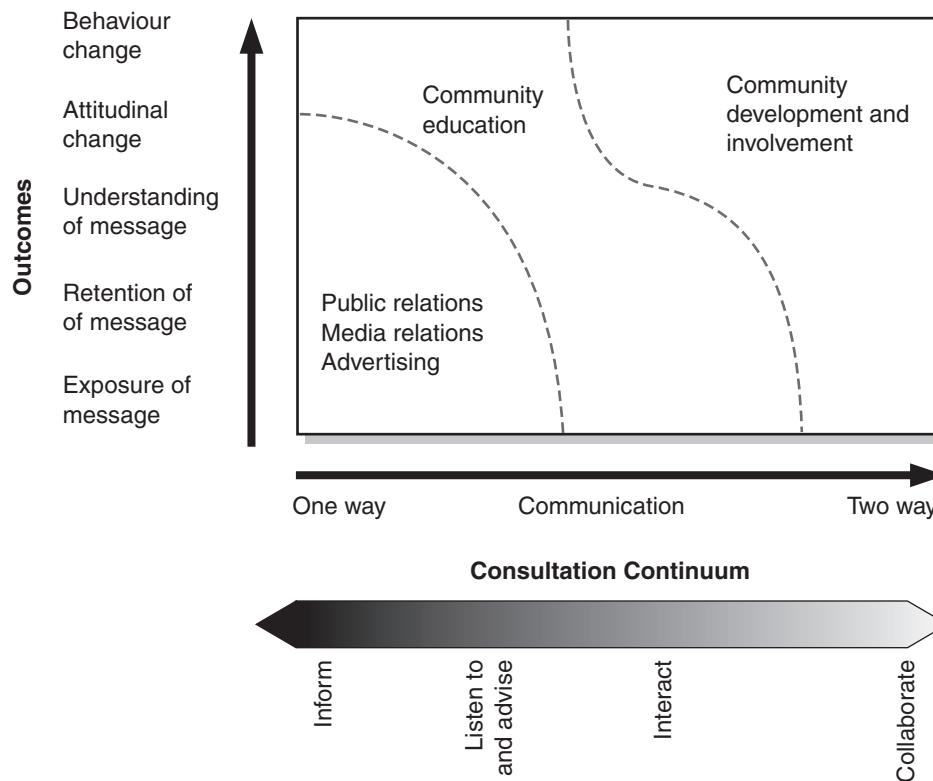 Outcomes
Behaviour
change
Attitudinal
change
Understanding
of message
Retention of
of message
Exposure of
message
Community
education
Community
development and
involvement
Public relations
Media relations
Advertising
One way
Communication
Two way
Consultation Continuum
Inform
Listen to
and advise
Interact
Collaborate